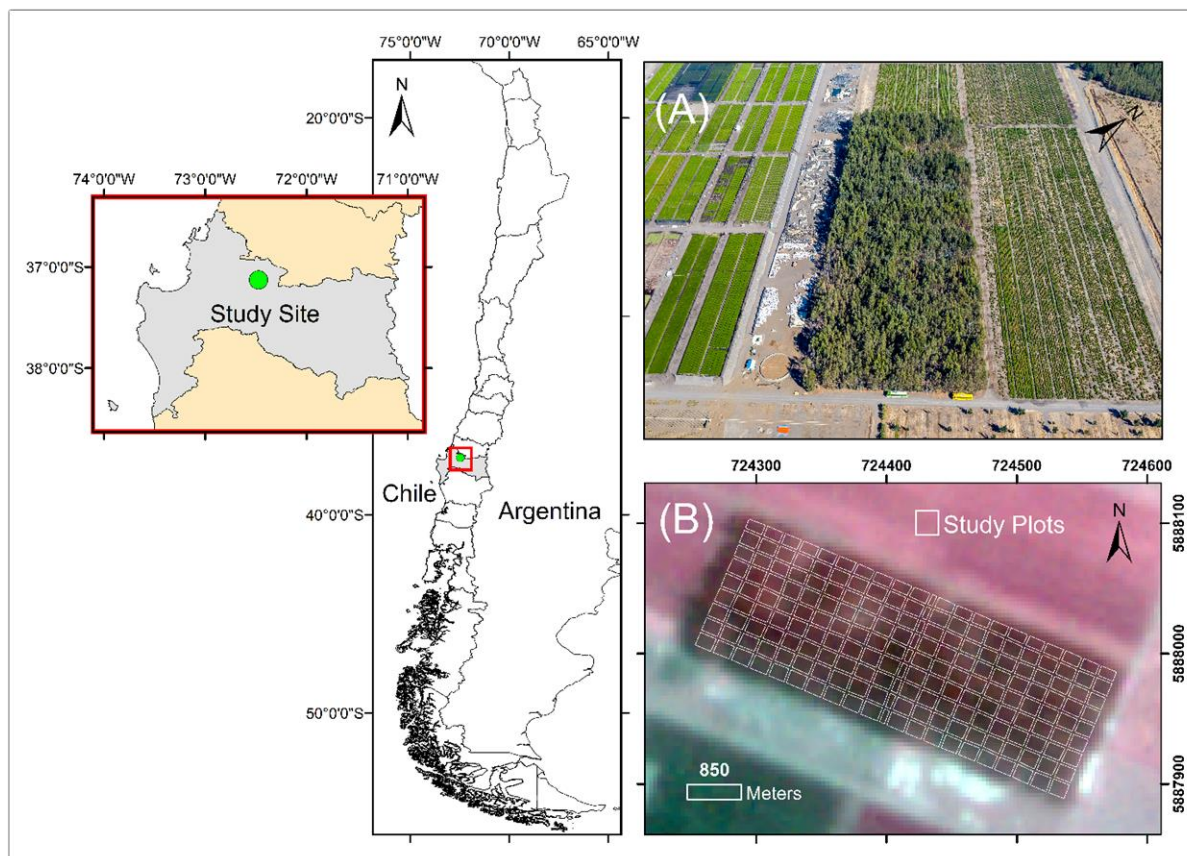 75°0'0"W 70°0'0"W 65°0'0"W
N
20°0'0"S
40°0'0"S
50°0'0"S
Chile
Argentina
74°0'0"W 73°0'0"W 72°0'0"W 71°0'0"W
37°0'0"S
38°0'0"S
Study Site
(A)
N
724300 724400 724500 724600
(B)
Study Plots
N
5888100
5888000
5887900
850
Meters